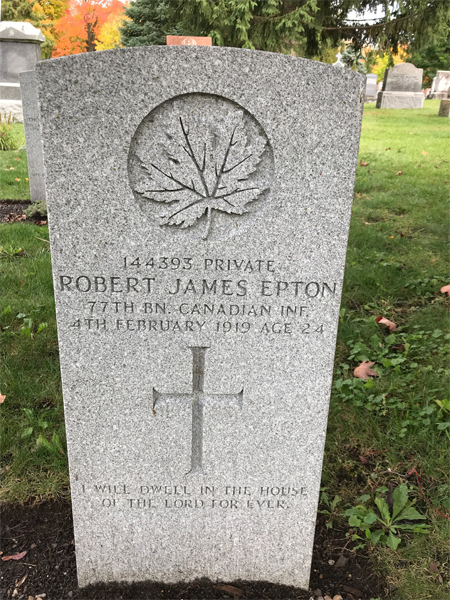 144393 PRIVATE
ROBERT JAMES EPTON
77TH BN. CANADIAN INF.
4TH FEBRUARY 1919 AGE 24
I WILL DWELL IN THE HOUSE
OF THE LORD FOR EVER.